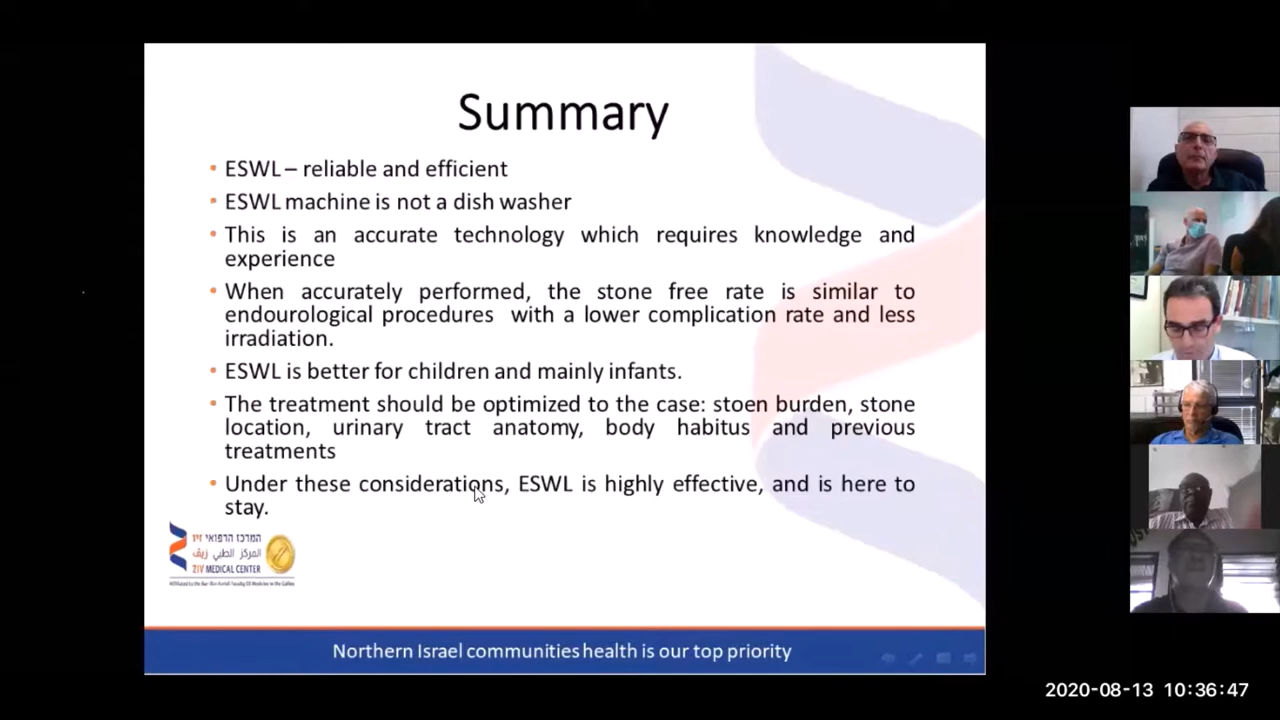 Summary
• ESWL – reliable and efficient
• ESWL machine is not a dish washer
• This is an accurate technology which requires knowledge and
experience
• When accurately performed, the stone free rate is similar to
endourological procedures with a lower complication rate and less
irradiation.
• ESWL is better for children and mainly infants.
• The treatment should be optimized to the case: stoen burden, stone
location, urinary tract anatomy, body habitus and previous
treatments
• Under these considerations, ESWL is highly effective, and is here to
stay.
המרכז הרפואי זיו
المركز الطبي زيڤ
ZIV MEDICAL CENTER
Northern Israel communities health is our top priority
2020-08-13 10:36:47